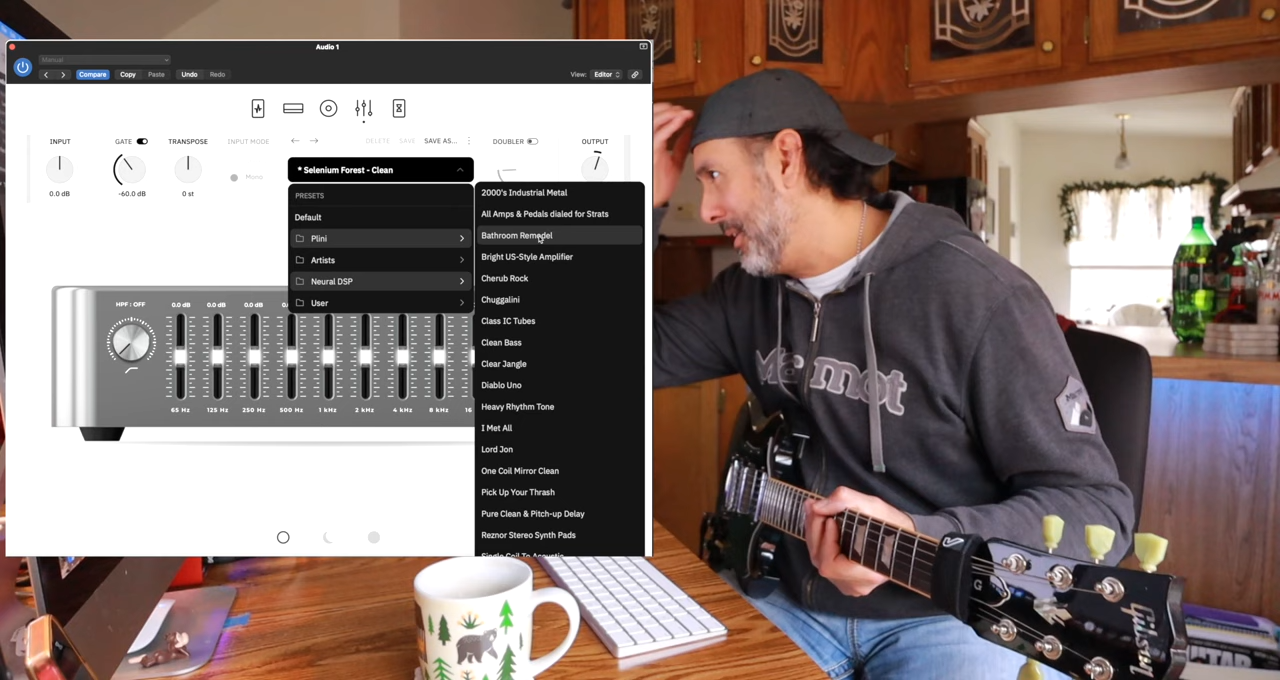 Audio 1
Manual
Compare
Copy
Paste
Undo
Redo
View:
Editor
INPUT
GATE
TRANSPOSE
INPUT MODE
DELETE
SAVE
SAVE AS...
DOUBLER
OUTPUT
Mono
0.0 dB
-60.0 dB
0 st
* Selenium Forest - Clean
PRESETS
Default
Plini
Artists
Neural DSP
User
2000's Industrial Metal
All Amps & Pedals dialed for Strats
Bathroom Remodel
Bright US-Style Amplifier
Cherub Rock
Chuggalini
Class IC Tubes
Clean Bass
Clear Jangle
Diablo Uno
Heavy Rhythm Tone
I Met All
Lord Jon
One Coil Mirror Clean
Pick Up Your Thrash
Pure Clean & Pitch-up Delay
Reznor Stereo Synth Pads
Single Coil To Acoustic
HPF : OFF
0.0 dB
0.0 dB
0.0 dB
65 Hz
125 Hz
250 Hz
500 Hz
1 kHz
2 kHz
4 kHz
8 kHz
16
Marmot
G
Gibson